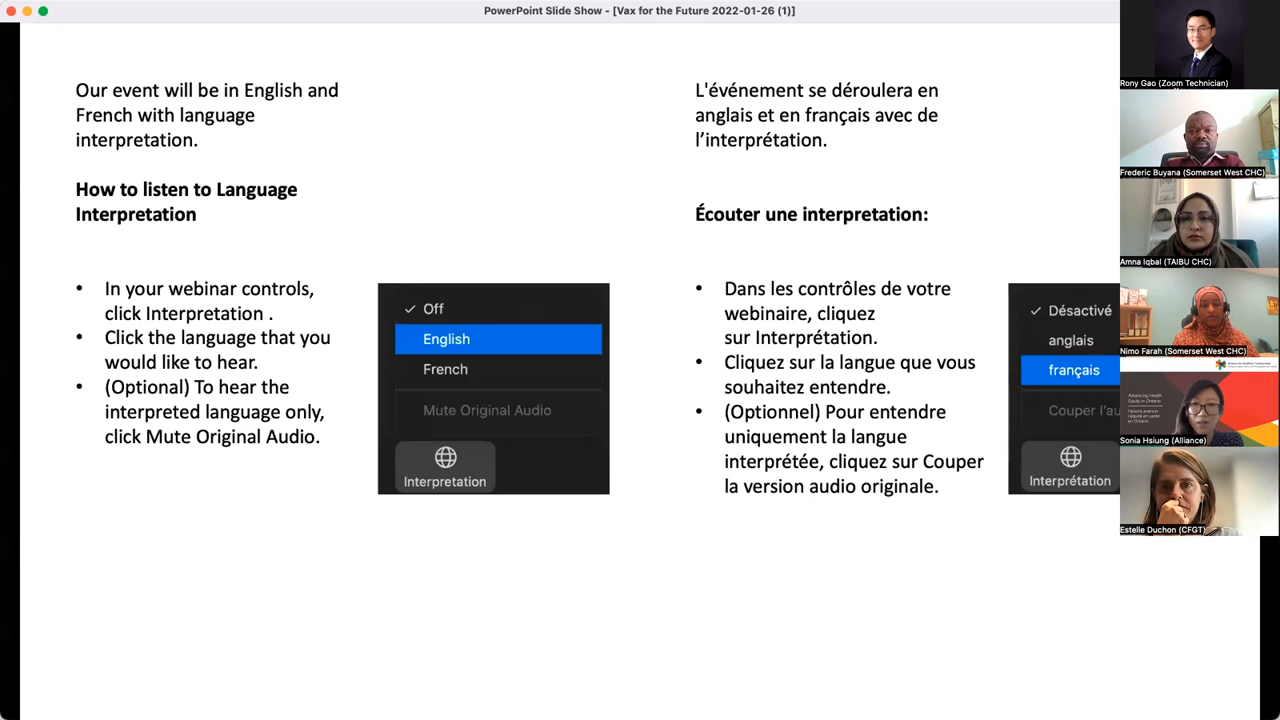 PowerPoint Slide Show - [Vax for the Future 2022-01-26 (1)]
Our event will be in English and
French with language
interpretation.
How to listen to Language
Interpretation
• In your webinar controls,
click Interpretation .
• Click the language that you
would like to hear.
• (Optional) To hear the
interpreted language only,
click Mute Original Audio.
✓ Off
English
French
Mute Original Audio
Interpretation
L'événement se déroulera en
anglais et en français avec de
l’interprétation.
Écouter une interpretation:
• Dans les contrôles de votre
webinaire, cliquez
sur Interprétation.
• Cliquez sur la langue que vous
souhaitez entendre.
• (Optionnel) Pour entendre
uniquement la langue
interprétée, cliquez sur Couper
la version audio originale.
✓ Désactivé
anglais
français
Couper l'au
Interprétation
Rony Gao (Zoom Technician)
Frederic Buyana (Somerset West CHC)
Amna Iqbal (TAIBU CHC)
Nimo Farah (Somerset West CHC)
Advancing Health
Equity in Ontario
Sonia Hsiung (Alliance)
Estelle Duchon (CFGT)